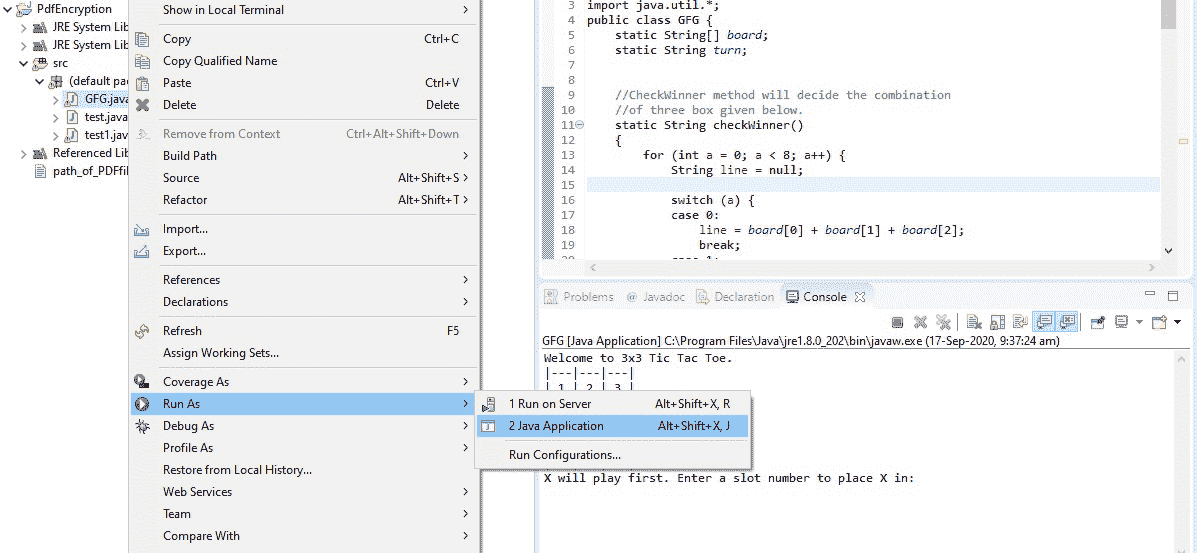 PdfEncryption
JRE System Lib
JRE System Lib
src
(default pa
GFG.java
test.java
test1.jav
Referenced Lib
path_of_PDFfil
Show in Local Terminal
Copy Ctrl+C
Copy Qualified Name
Paste Ctrl+V
Delete Delete
Remove from Context Ctrl+Alt+Shift+Down
Build Path
Source Alt+Shift+S
Refactor Alt+Shift+T
Import...
Export...
References
Declarations
Refresh F5
Assign Working Sets...
Coverage As
Run As
Debug As
Profile As
Restore from Local History...
Web Services
Team
Compare With
1 Run on Server Alt+Shift+X, R
2 Java Application Alt+Shift+X, J
Run Configurations...
3 import java.util.*;
4 public class GFG {
5 static String[] board;
6 static String turn;
7
8
9 //CheckWinner method will decide the combination
10 //of three box given below.
11 static String checkWinner()
12 {
13 for (int a = 0; a < 8; a++) {
14 String line = null;
15
16 switch (a) {
17 case 0:
18 line = board[0] + board[1] + board[2];
19 break;
Problems @ Javadoc Declaration Console
GFG [Java Application] C:\Program Files\Java\jre1.8.0_202\bin\javaw.exe (17-Sep-2020, 9:37:24 am)
Welcome to 3x3 Tic Tac Toe.
|---|---|---|
| 1 | 2 | 3 |
X will play first. Enter a slot number to place X in: